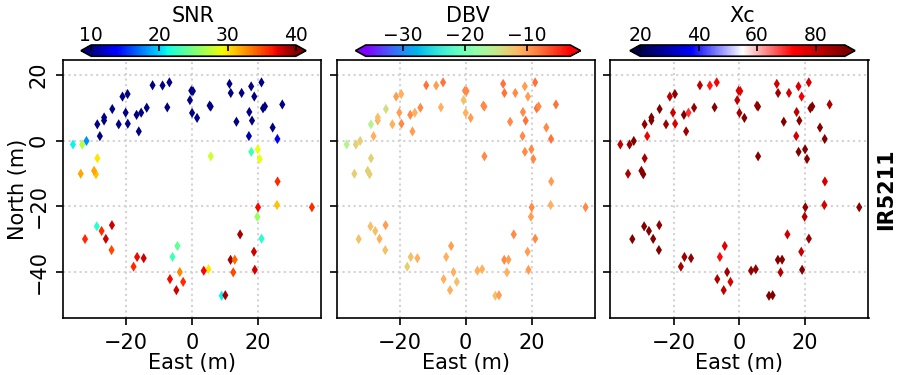 SNR DBV Xc
10 20 30 40 −30 −20 −10 20 40 60 80
20
0
−20
−40
North (m)
IR5211
−20 0 20 −20 0 20 −20 0 20
East (m) East (m) East (m)